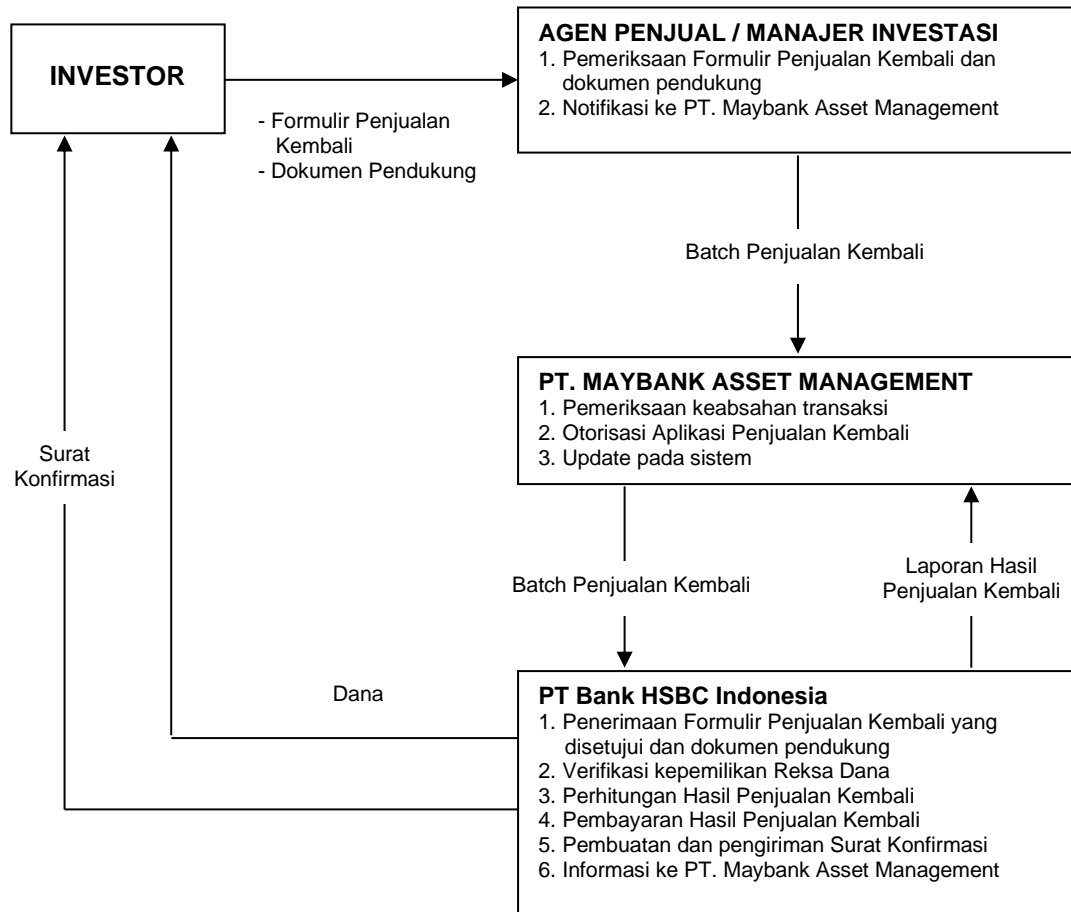 INVESTOR
- Formulir Penjualan
Kembali
- Dokumen Pendukung
AGEN PENJUAL / MANAJER INVESTASI
1. Pemeriksaan Formulir Penjualan Kembali dan
dokumen pendukung
2. Notifikasi ke PT. Maybank Asset Management
Batch Penjualan Kembali
PT. MAYBANK ASSET MANAGEMENT
1. Pemeriksaan keabsahan transaksi
2. Otorisasi Aplikasi Penjualan Kembali
3. Update pada sistem
Surat
Konfirmasi
Batch Penjualan Kembali
Laporan Hasil
Penjualan Kembali
Dana
PT Bank HSBC Indonesia
1. Penerimaan Formulir Penjualan Kembali yang
disetujui dan dokumen pendukung
2. Verifikasi kepemilikan Reksa Dana
3. Perhitungan Hasil Penjualan Kembali
4. Pembayaran Hasil Penjualan Kembali
5. Pembuatan dan pengiriman Surat Konfirmasi
6. Informasi ke PT. Maybank Asset Management